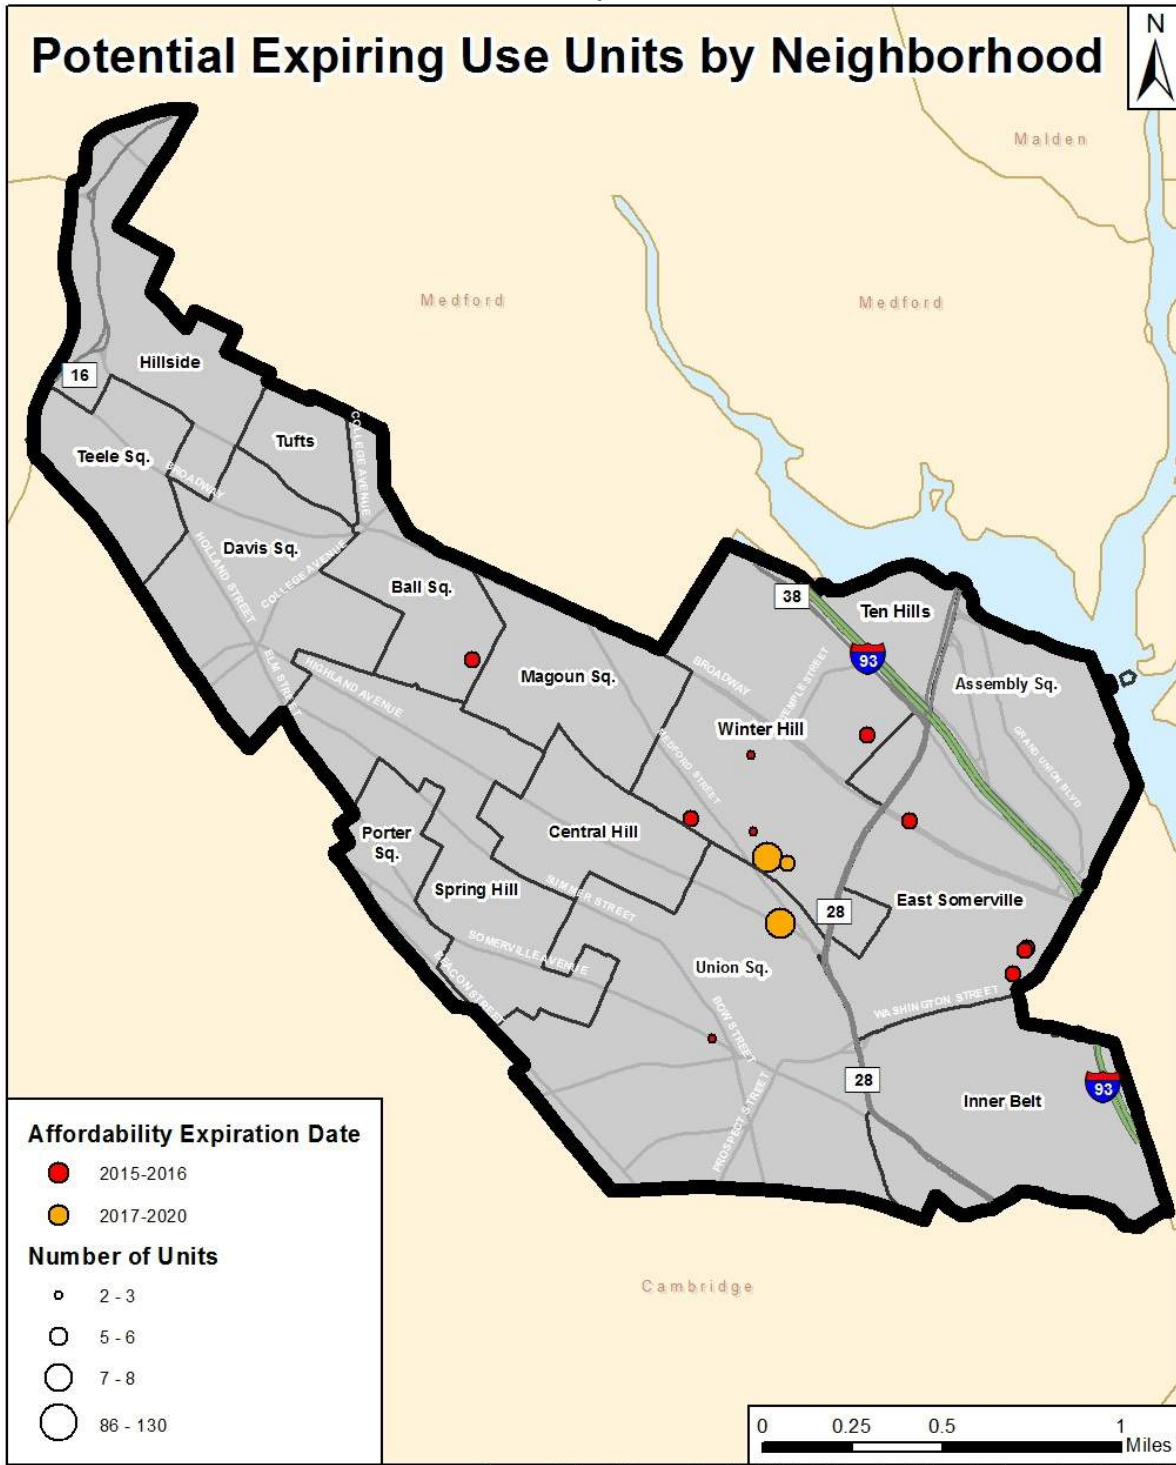 Potential Expiring Use Units by Neighborhood
N
Malden
Medford
Medford
Hillside
16
Tufts
COLLEGE AVENUE
Teele Sq.
BROADWAY
HOLLAND STREET
Davis Sq.
COLLEGE AVENUE
Ball Sq.
38
Ten Hills
93
ELM STREET
HIGHLAND AVENUE
Magoun Sq.
BROADWAY
TEMPLE STREET
Assembly Sq.
GRAND UNION BLVD
Winter Hill
MEDFORD STREET
Porter
Sq.
Central Hill
Spring Hill
SUMMER STREET
East Somerville
28
SOMERVILLE AVENUE
BEACON STREET
Union Sq.
BOW STREET
WASHINGTON STREET
PROSPECT STREET
28
Inner Belt
93
Cambridge
Affordability Expiration Date
2015-2016
2017-2020
Number of Units
2 - 3
5 - 6
7 - 8
86 - 130
0 0.25 0.5 1
Miles